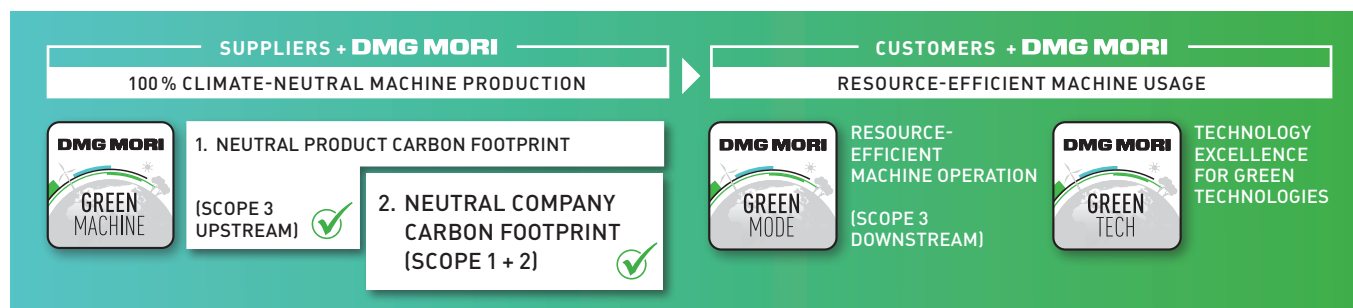 SUPPLIERS + DMG MORI
100 % CLIMATE-NEUTRAL MACHINE PRODUCTION
DMG MORI
GREEN
MACHINE
1. NEUTRAL PRODUCT CARBON FOOTPRINT
(SCOPE 3
UPSTREAM)
2. NEUTRAL COMPANY
CARBON FOOTPRINT
(SCOPE 1 + 2)
CUSTOMERS + DMG MORI
RESOURCE-EFFICIENT MACHINE USAGE
DMG MORI
GREEN
MODE
RESOURCE-
EFFICIENT
MACHINE OPERATION
(SCOPE 3
DOWNSTREAM)
DMG MORI
GREEN
TECH
TECHNOLOGY
EXCELLENCE
FOR GREEN
TECHNOLOGIES